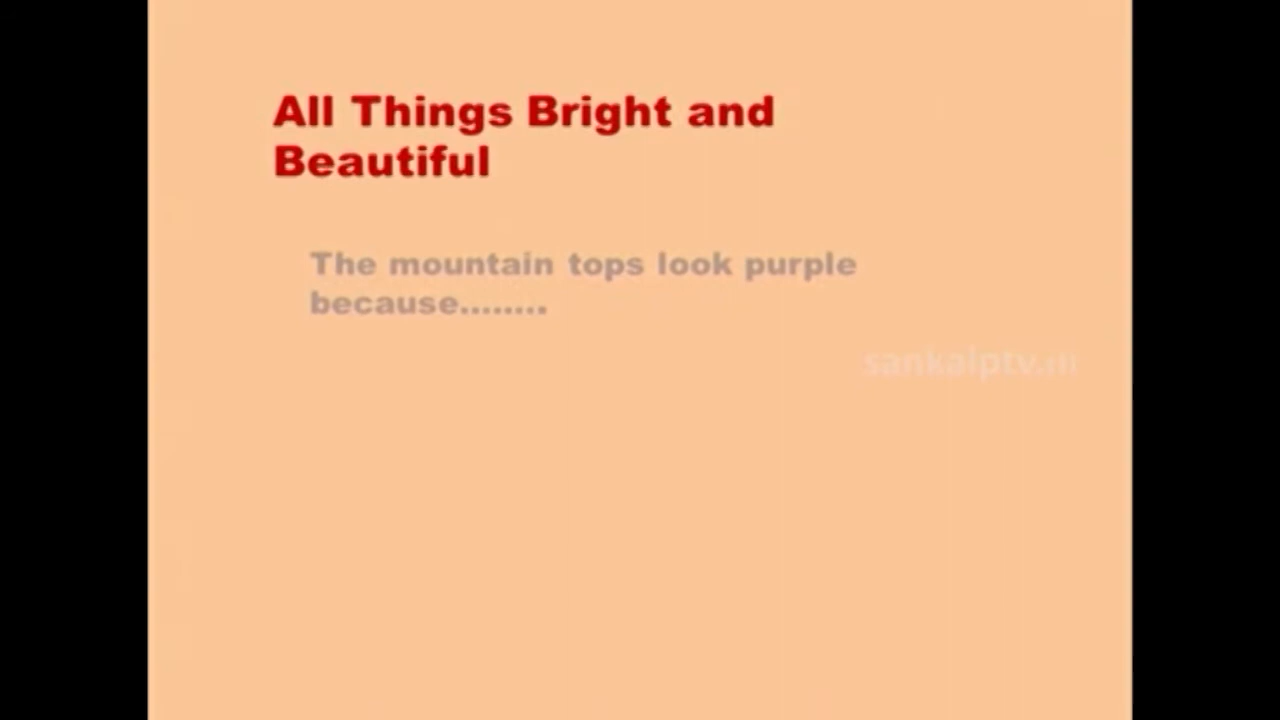 All Things Bright and
Beautiful
The mountain tops look purple
because........